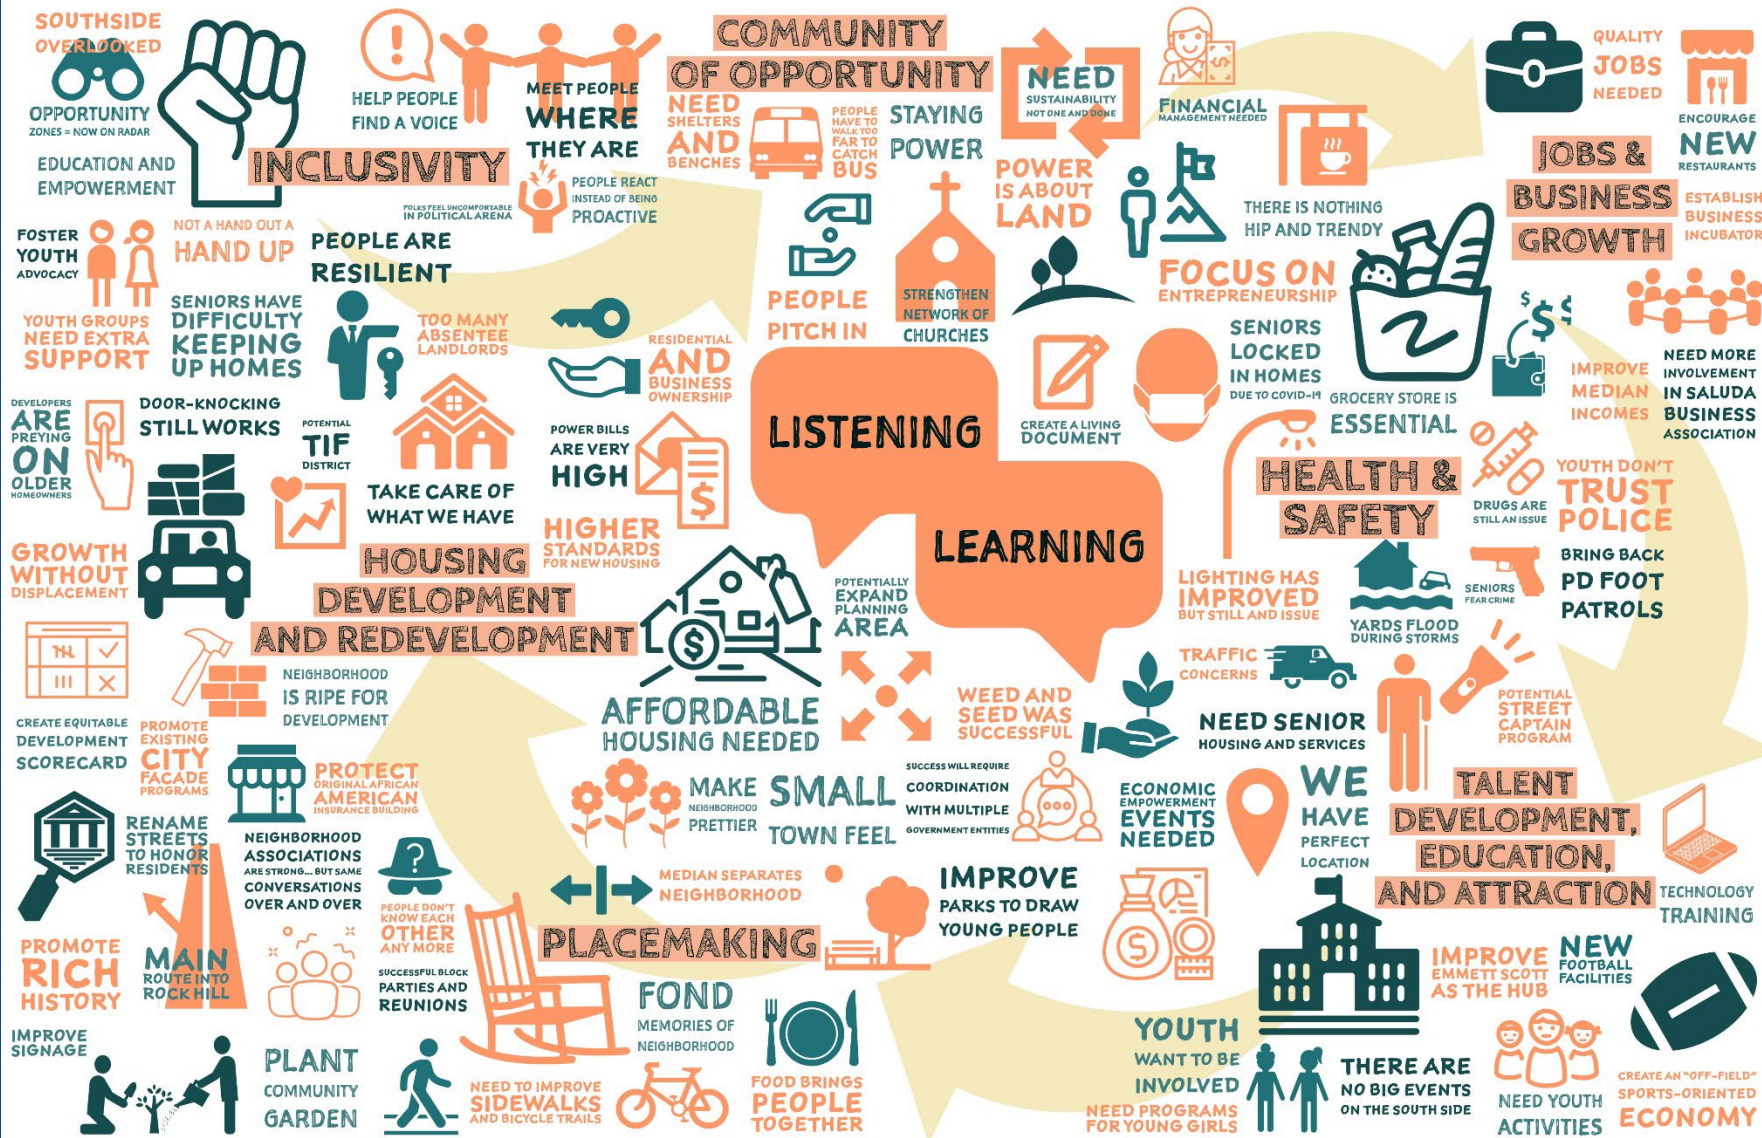 SOUTHSIDE
OVERLOOKED
OPPORTUNITY
ZONES = NOW ON RADAR
EDUCATION AND
EMPOWERMENT
HELP PEOPLE
FIND A VOICE
MEET PEOPLE
WHERE
THEY ARE
INCLUSIVITY
FOLKS FEEL UNCOMFORTABLE
IN POLITICAL ARENA
PEOPLE REACT
INSTEAD OF BEING
PROACTIVE
FOSTER
YOUTH
ADVOCACY
NOT A HAND OUT A
HAND UP
PEOPLE ARE
RESILIENT
YOUTH GROUPS
NEED EXTRA
SUPPORT
SENIORS HAVE
DIFFICULTY
KEEPING
UP HOMES
TOO MANY
ABSENTEE
LANDLORDS
RESIDENTIAL
AND
BUSINESS
OWNERSHIP
COMMUNITY
OF OPPORTUNITY
NEED
SHELTERS
AND
BENCHES
PEOPLE
HAVE TO
WALK TOO
FAR TO
CATCH
BUS
STAYING
POWER
NEED
SUSTAINABILITY
NOT ONE AND DONE
POWER
IS ABOUT
LAND
PEOPLE
PITCH IN
STRENGTHEN
NETWORK OF
CHURCHES
CREATE A LIVING
DOCUMENT
FINANCIAL
MANAGEMENT NEEDED
THERE IS NOTHING
HIP AND TRENDY
FOCUS ON
ENTREPRENEURSHIP
QUALITY
JOBS
NEEDED
ENCOURAGE
NEW
RESTAURANTS
JOBS &
BUSINESS
GROWTH
ESTABLISH
BUSINESS
INCUBATOR
IMPROVE
MEDIAN
INCOMES
NEED MORE
INVOLVEMENT
IN SALUDA
BUSINESS
ASSOCIATION
SENIORS
LOCKED
IN HOMES
DUE TO COVID-19
GROCERY STORE IS
ESSENTIAL
LISTENING
LEARNING
DEVELOPERS
ARE
PREYING
ON
OLDER
HOMEOWNERS
DOOR-KNOCKING
STILL WORKS
POTENTIAL
TIF
DISTRICT
TAKE CARE OF
WHAT WE HAVE
POWER BILLS
ARE VERY
HIGH
$
HIGHER
STANDARDS
FOR NEW HOUSING
GROWTH
WITHOUT
DISPLACEMENT
HOUSING
DEVELOPMENT
AND REDEVELOPMENT
NEIGHBORHOOD
IS RIPE FOR
DEVELOPMENT
CREATE EQUITABLE
DEVELOPMENT
SCORECARD
PROMOTE
EXISTING
CITY
FACADE
PROGRAMS
$
AFFORDABLE
HOUSING NEEDED
POTENTIALLY
EXPAND
PLANNING
AREA
WEED AND
SEED WAS
SUCCESSFUL
HEALTH &
SAFETY
DRUGS ARE
STILL AN ISSUE
YOUTH DON'T
TRUST
POLICE
LIGHTING HAS
IMPROVED
BUT STILL AND ISSUE
YARDS FLOOD
DURING STORMS
SENIORS
FEAR CRIME
BRING BACK
PD FOOT
PATROLS
TRAFFIC
CONCERNS
NEED SENIOR
HOUSING AND SERVICES
POTENTIAL
STREET
CAPTAIN
PROGRAM
PROTECT
ORIGINAL AFRICAN
AMERICAN
INSURANCE BUILDING
RENAME
STREETS
TO HONOR
RESIDENTS
NEIGHBORHOOD
ASSOCIATIONS
ARE STRONG... BUT SAME
CONVERSATIONS
OVER AND OVER
?
PEOPLE DON'T
KNOW EACH
OTHER
ANY MORE
MAKE
NEIGHBORHOOD
PRETTIER
SMALL
TOWN FEEL
SUCCESS WILL REQUIRE
COORDINATION
WITH MULTIPLE
GOVERNMENT ENTITIES
MEDIAN SEPARATES
NEIGHBORHOOD
PLACEMAKING
IMPROVE
PARKS TO DRAW
YOUNG PEOPLE
PROMOTE
RICH
HISTORY
MAIN
ROUTE INTO
ROCK HILL
SUCCESSFUL BLOCK
PARTIES AND
REUNIONS
FOND
MEMORIES OF
NEIGHBORHOOD
IMPROVE
SIGNAGE
PLANT
COMMUNITY
GARDEN
NEED TO IMPROVE
SIDEWALKS
AND BICYCLE TRAILS
FOOD BRINGS
PEOPLE
TOGETHER
ECONOMIC
EMPOWERMENT
EVENTS
NEEDED
WE
HAVE
PERFECT
LOCATION
TALENT
DEVELOPMENT,
EDUCATION,
AND ATTRACTION
TECHNOLOGY
TRAINING
$
IMPROVE
EMMETT SCOTT
AS THE HUB
NEW
FOOTBALL
FACILITIES
YOUTH
WANT TO BE
INVOLVED
NEED PROGRAMS
FOR YOUNG GIRLS
THERE ARE
NO BIG EVENTS
ON THE SOUTH SIDE
NEED YOUTH
ACTIVITIES
CREATE AN "OFF-FIELD"
SPORTS-ORIENTED
ECONOMY